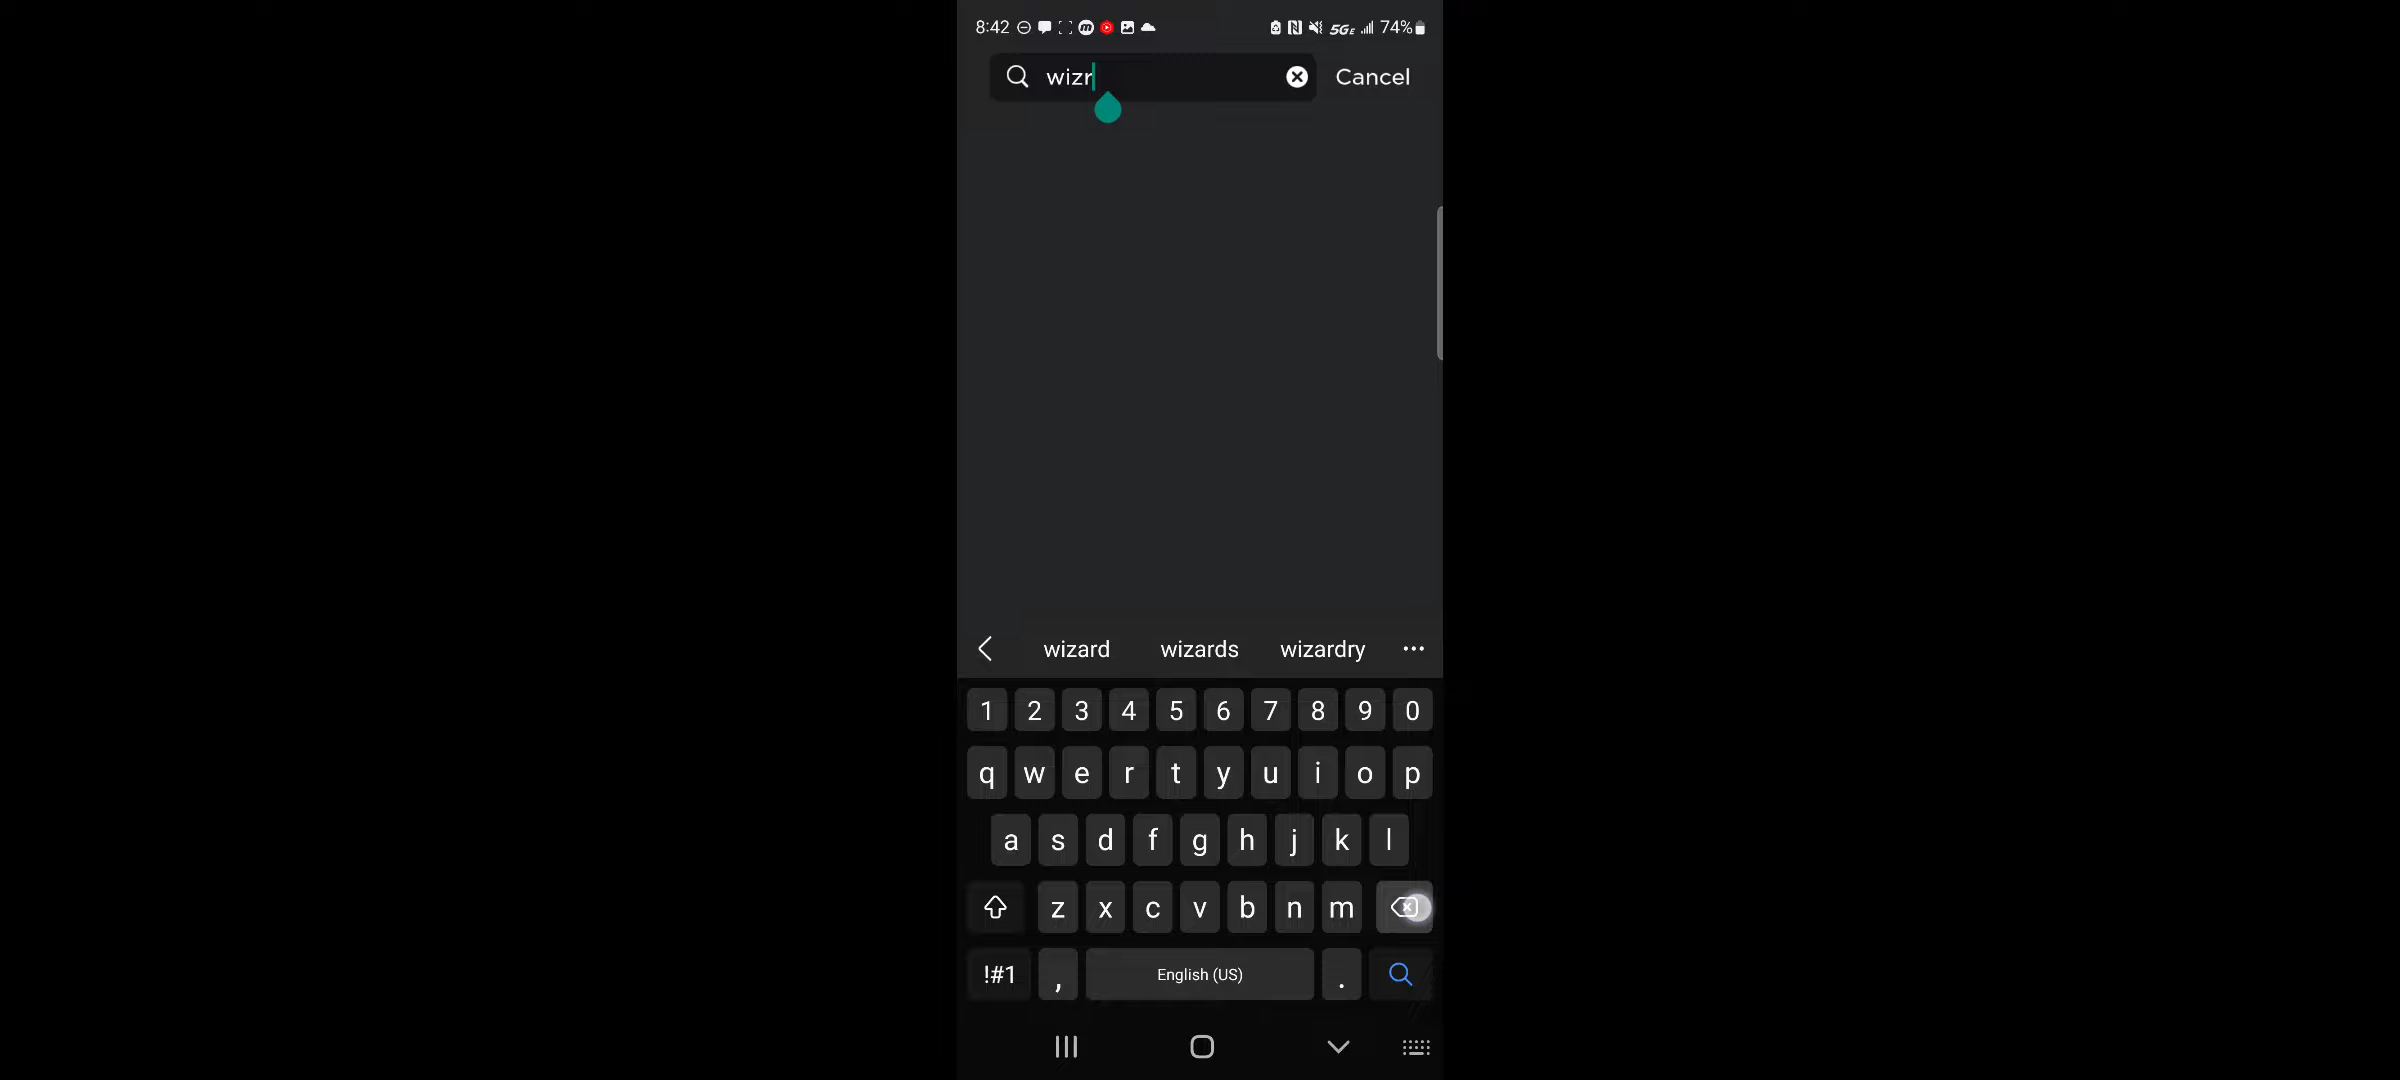 8:42 5GE 74%
wizr Cancel
wizard wizards wizardry
1 2 3 4 5 6 7 8 9 0
q w e r t y u i o p
a s d f g h j k l
z x c v b n m
!#1 , English (US) .